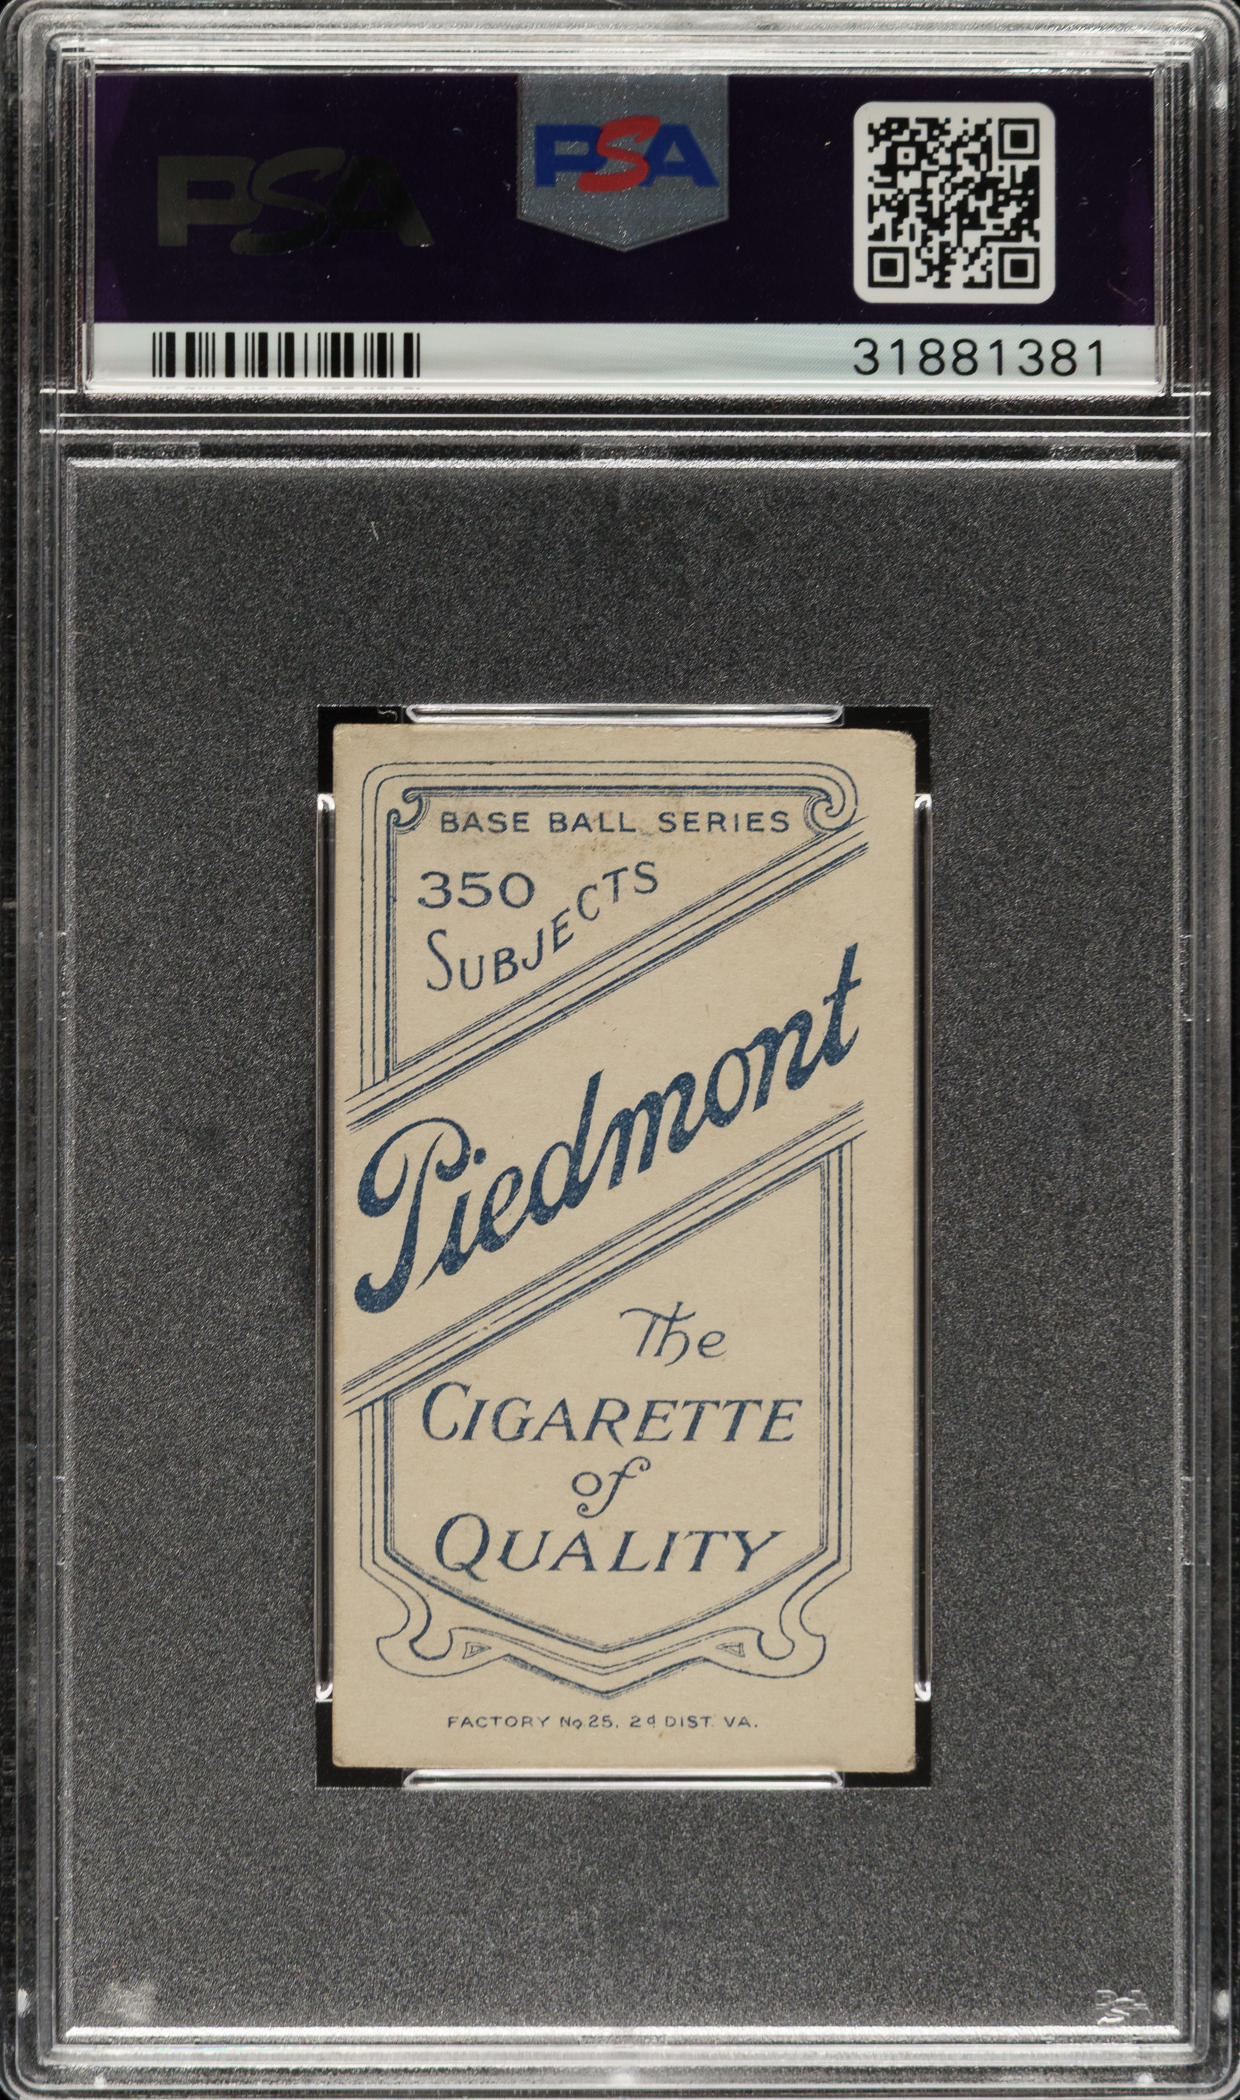 PSA
PSA
31881381
BASE BALL SERIES
350
SUBJECTS
Piedmont
The
CIGARETTE
of
QUALITY
FACTORY No 25, 2d DIST. VA.
PSA